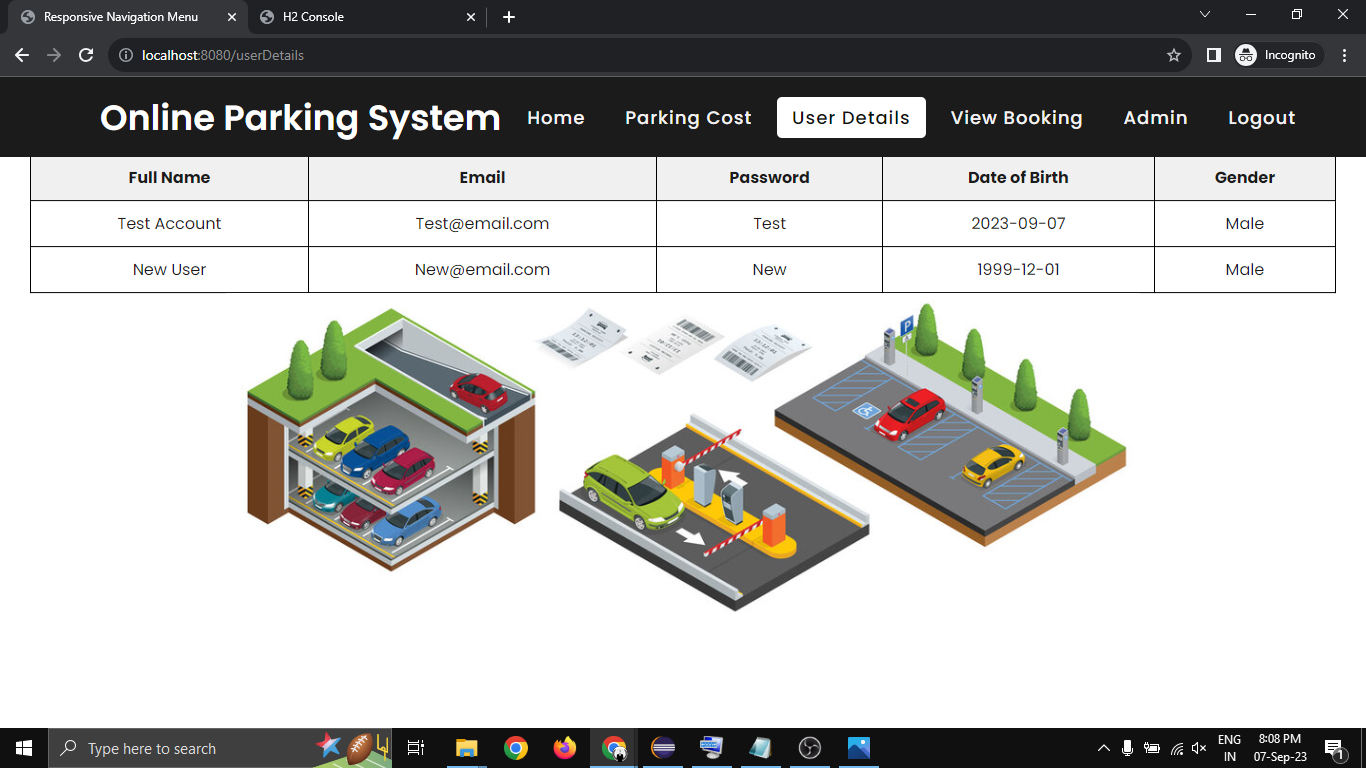 Responsive Navigation Menu
H2 Console
localhost:8080/userDetails
Incognito
Online Parking System
Home
Parking Cost
User Details
View Booking
Admin
Logout
Full Name Email Password Date of Birth Gender
Test Account Test@email.com Test 2023-09-07 Male
New User New@email.com New 1999-12-01 Male
P
Type here to search
ENG
IN
8:08 PM
07-Sep-23
1